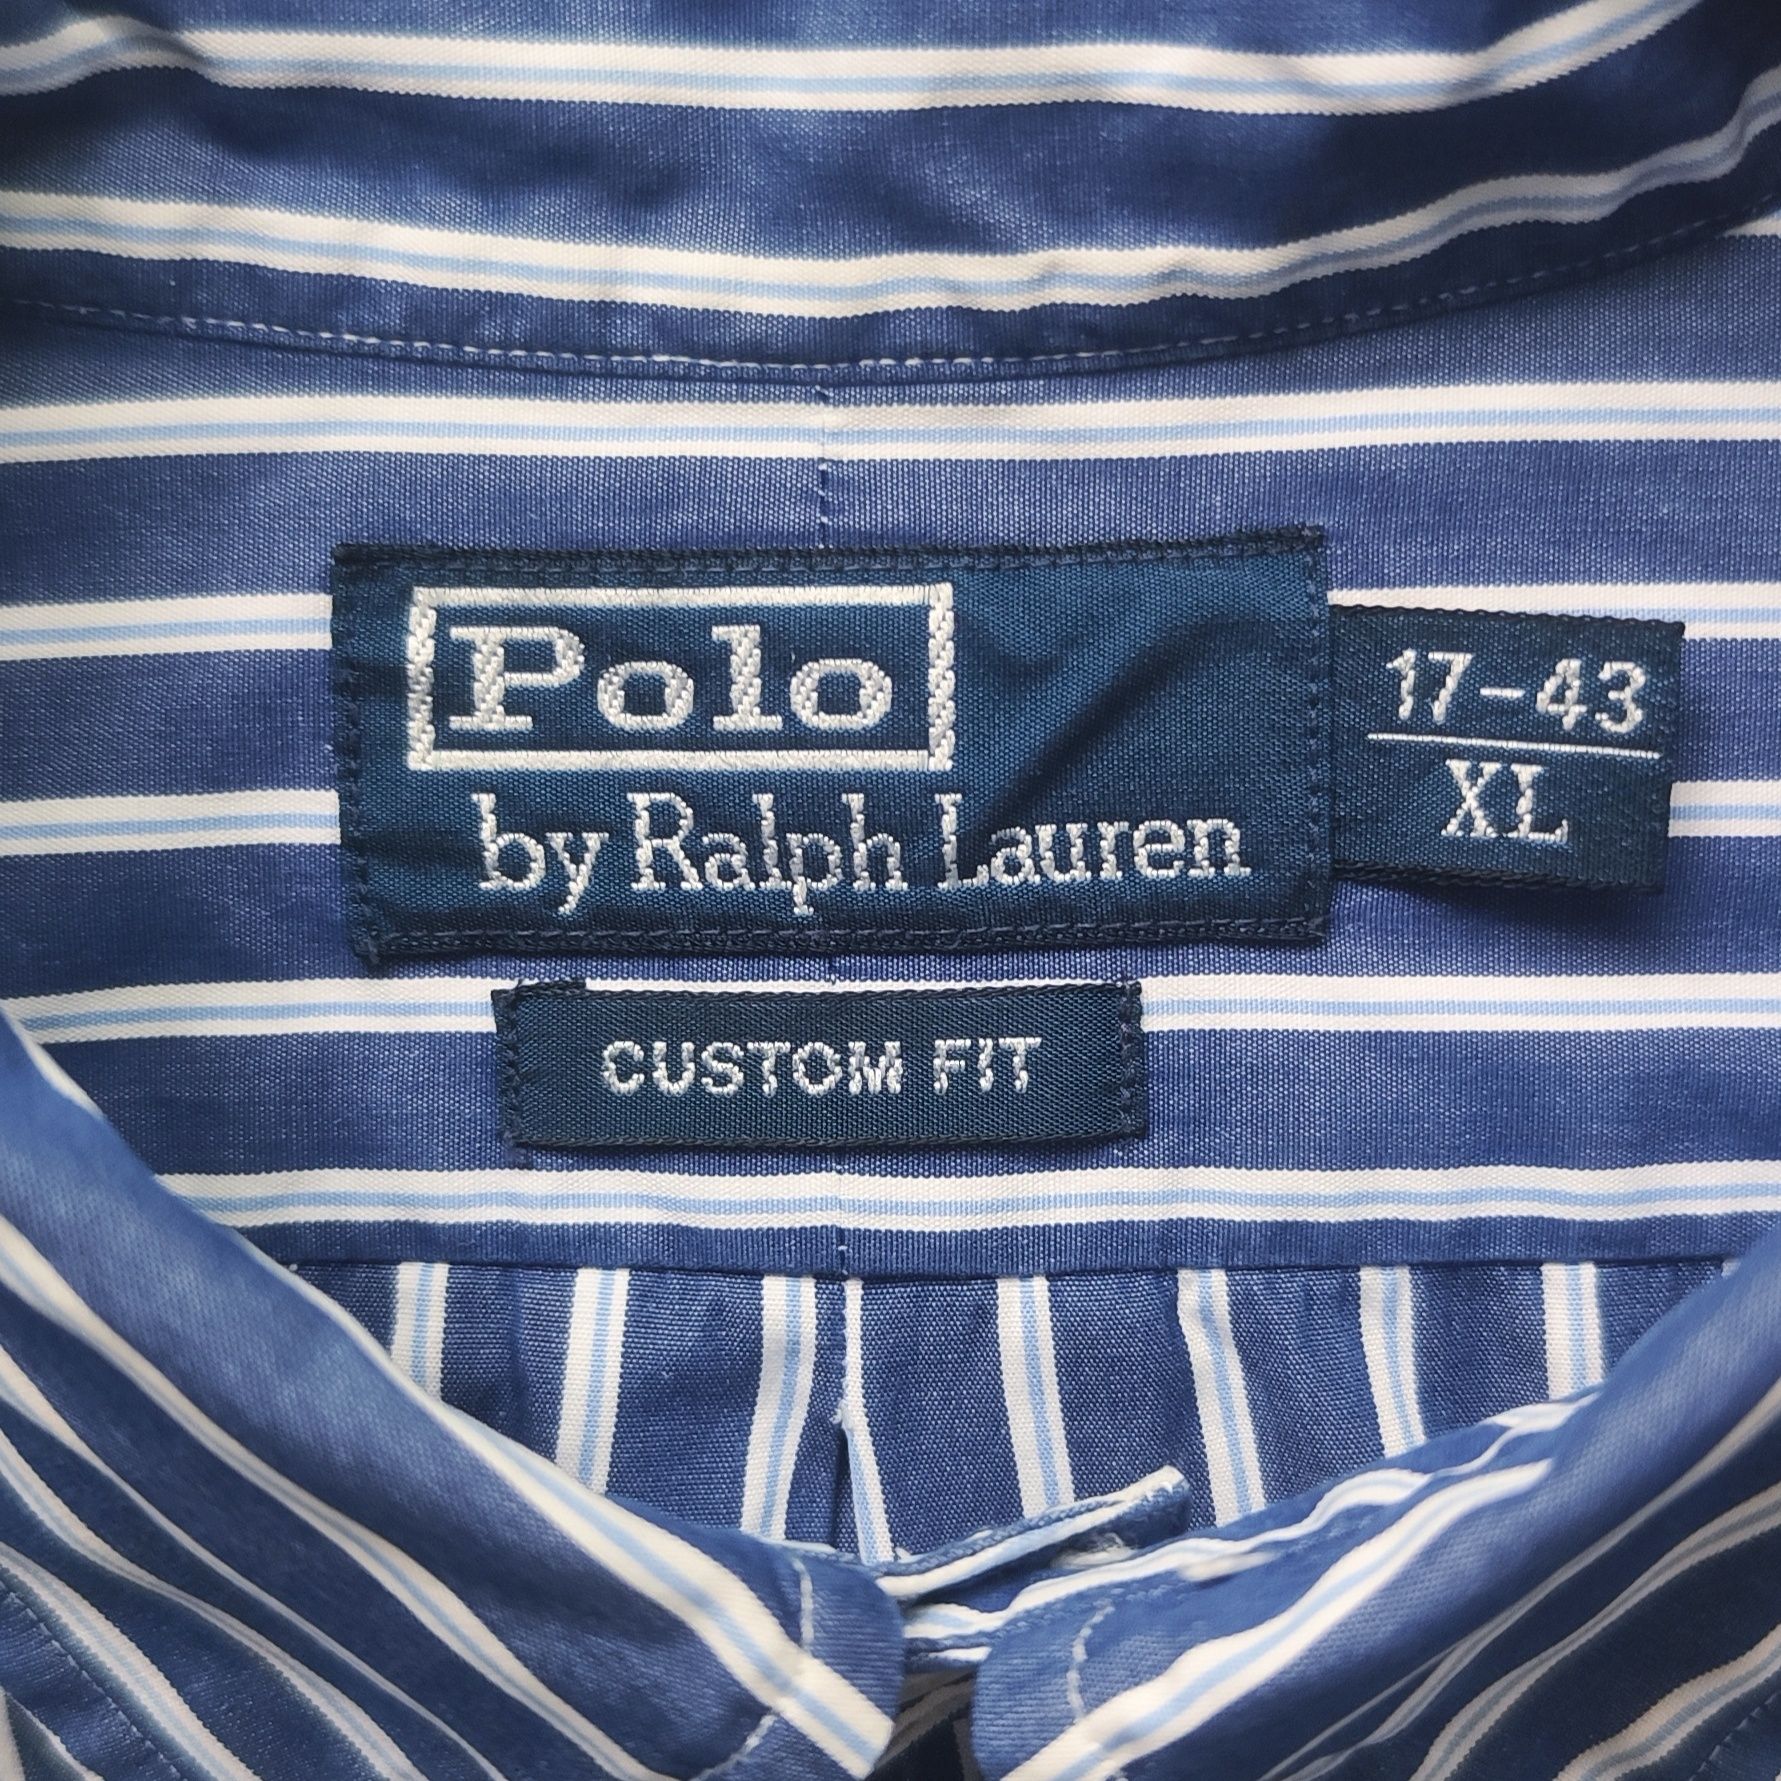 Polo
by Ralph Lauren
17-43
XL
CUSTOM FIT